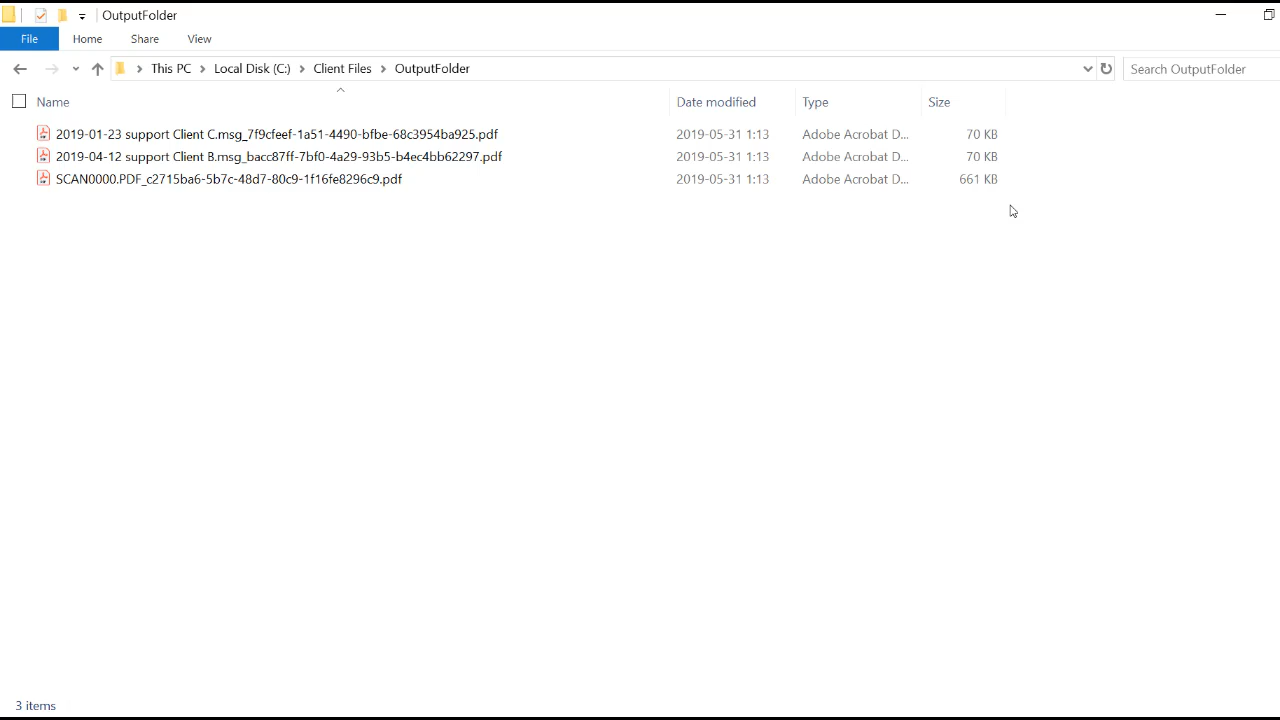 OutputFolder
File Home Share View
This PC Local Disk (C:) Client Files OutputFolder Search OutputFolder
Name Date modified Type Size
2019-01-23 support Client C.msg_7f9cfeef-1a51-4490-bfbe-68c3954ba925.pdf 2019-05-31 1:13 Adobe Acrobat D... 70 KB
2019-04-12 support Client B.msg_bacc87ff-7bf0-4a29-93b5-b4ec4bb62297.pdf 2019-05-31 1:13 Adobe Acrobat D... 70 KB
SCAN0000.PDF_c2715ba6-5b7c-48d7-80c9-1f16fe8296c9.pdf 2019-05-31 1:13 Adobe Acrobat D... 661 KB
3 items